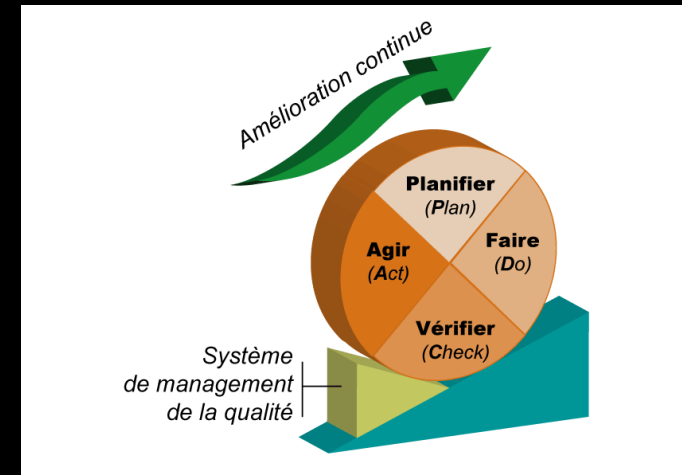 Amélioration continue
Planifier
(Plan)
Faire
(Do)
Agir
(Act)
Vérifier
(Check)
Système
de management
de la qualité